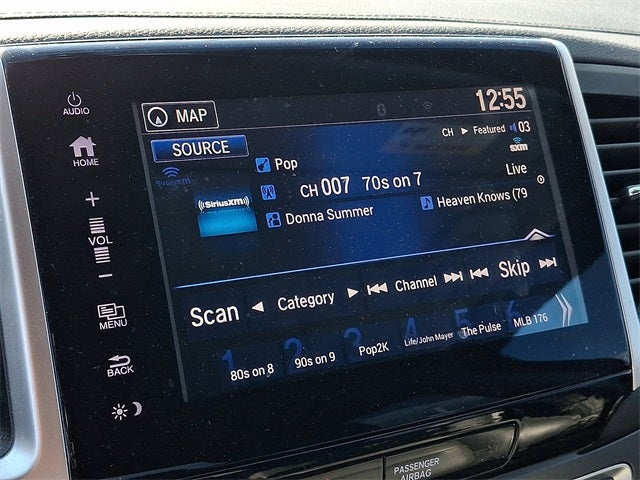 AUDIO
HOME
+
VOL
−
MENU
BACK
MAP
12:55
SOURCE
CH ▶ Featured 03
sxm
SiriusXM
Pop
Live
CH 007 70s on 7
((SiriusXM))
Donna Summer
Heaven Knows (79
Scan ◀ Category ▶ Channel Skip
1 2 3 4 5 6
80s on 8 90s on 9 Pop2K Life/John Mayer The Pulse MLB 176
PASSENGER
AIRBAG